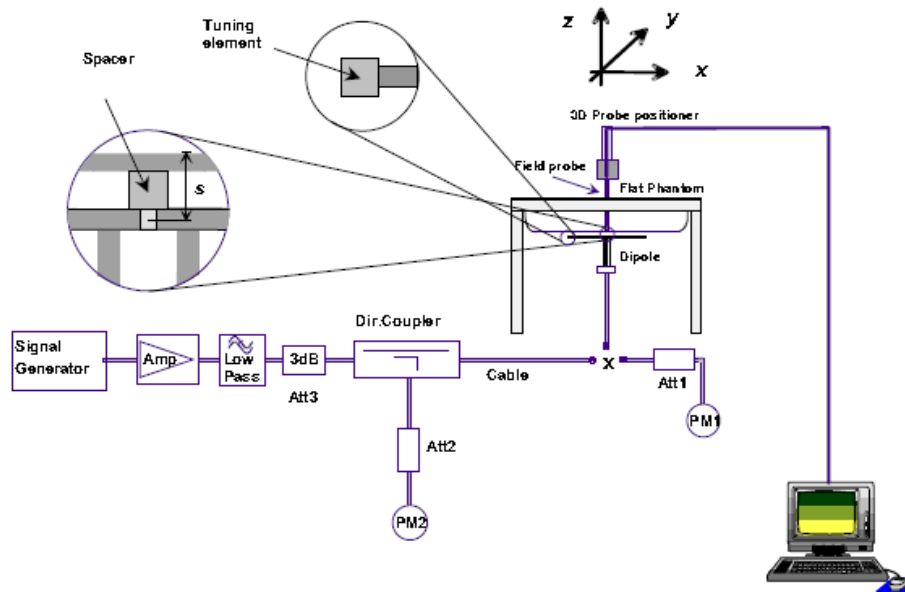 Tuning
element
Spacer
z
y
x
3D Probe positioner
Field probe
Flat Phantom
s
Dipole
Dir.Coupler
Signal
Generator
Amp
Low
Pass
3dB
Att3
Cable
x
Att1
PM1
Att2
PM2